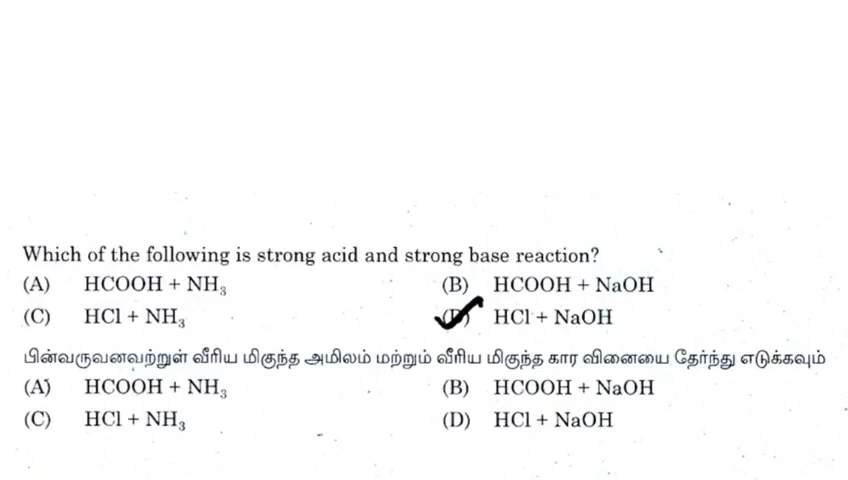 Which of the following is strong acid and strong base reaction?
(A) HCOOH + NH₃ (B) HCOOH + NaOH
(C) HCl + NH₃ (D) HCl + NaOH
பின்வருவனவற்றுள் வீரிய மிகுந்த அமிலம் மற்றும் வீரிய மிகுந்த கார வினையை தேர்ந்து எடுக்கவும்
(A) HCOOH + NH₃ (B) HCOOH + NaOH
(C) HCl + NH₃ (D) HCl + NaOH